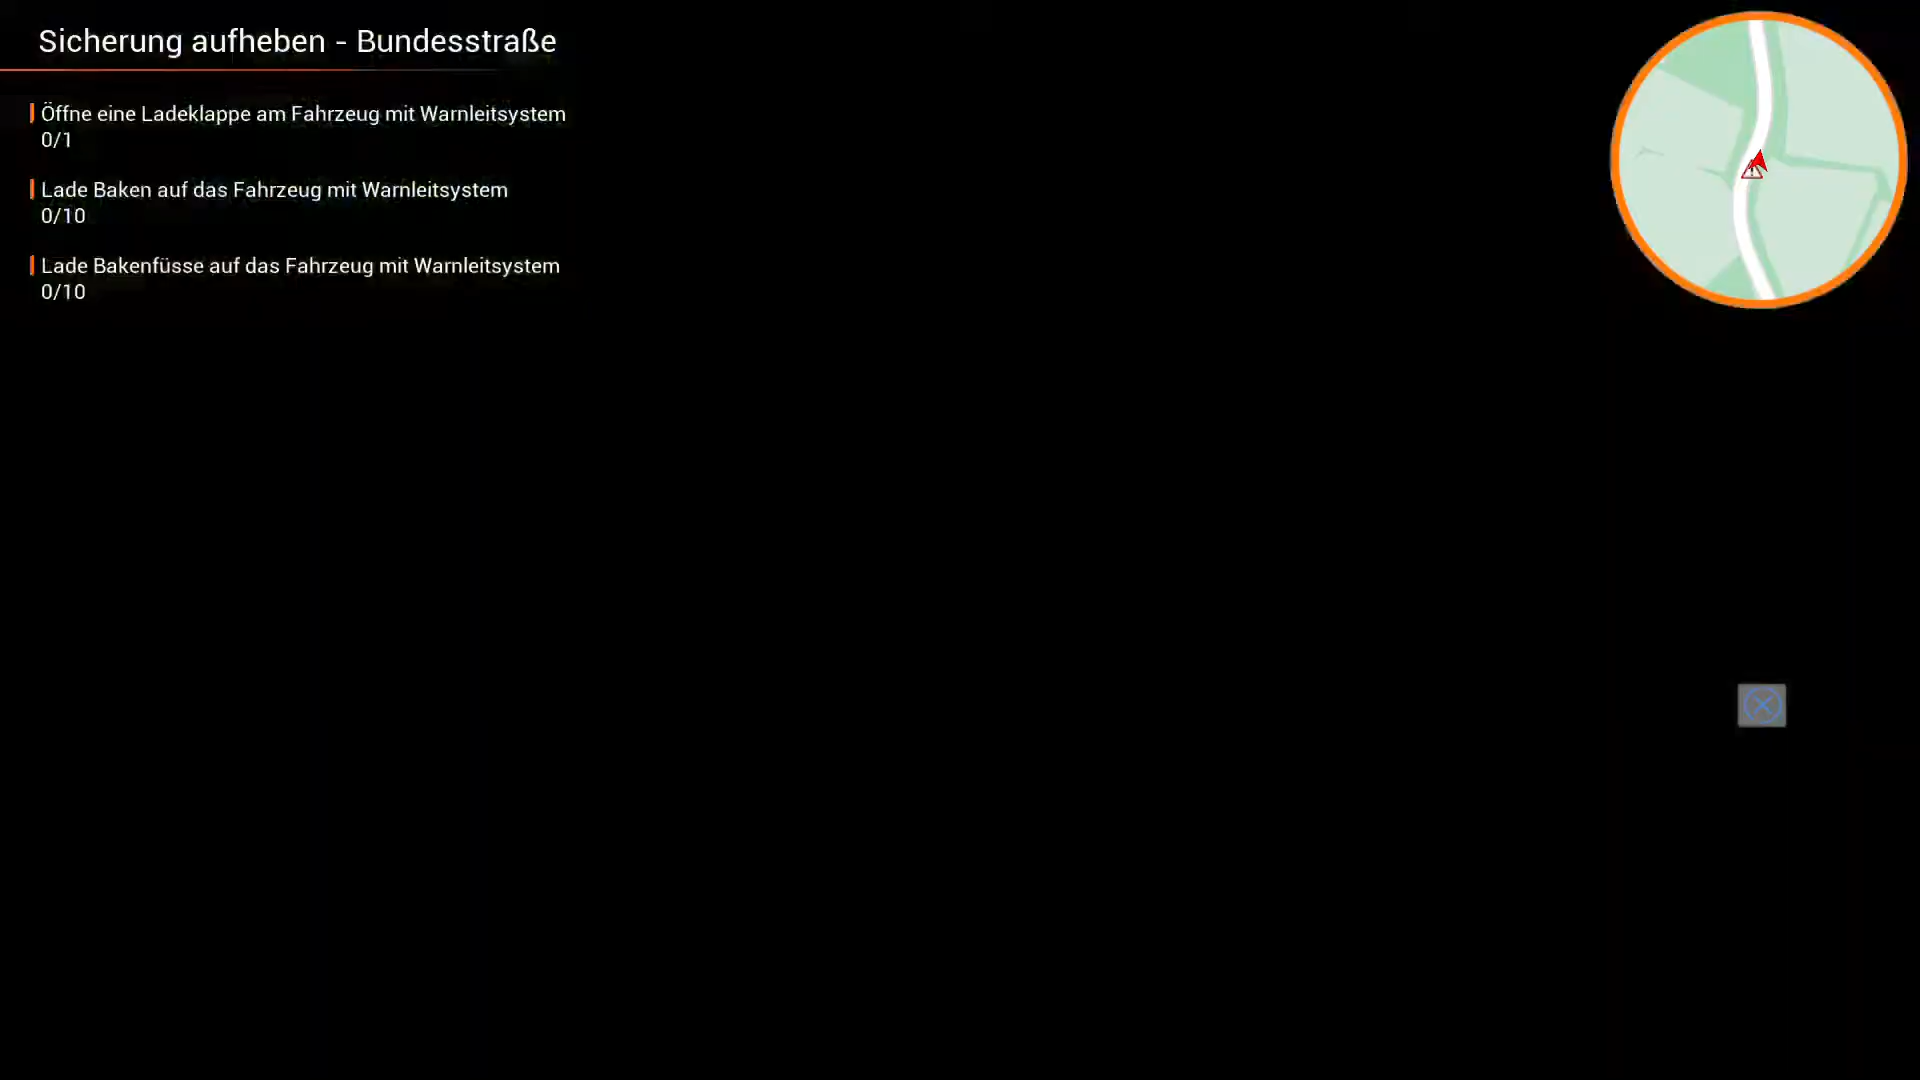 Sicherung aufheben - Bundesstraße
Öffne eine Ladeklappe am Fahrzeug mit Warnleitsystem
0/1
Lade Baken auf das Fahrzeug mit Warnleitsystem
0/10
Lade Bakenfüsse auf das Fahrzeug mit Warnleitsystem
0/10